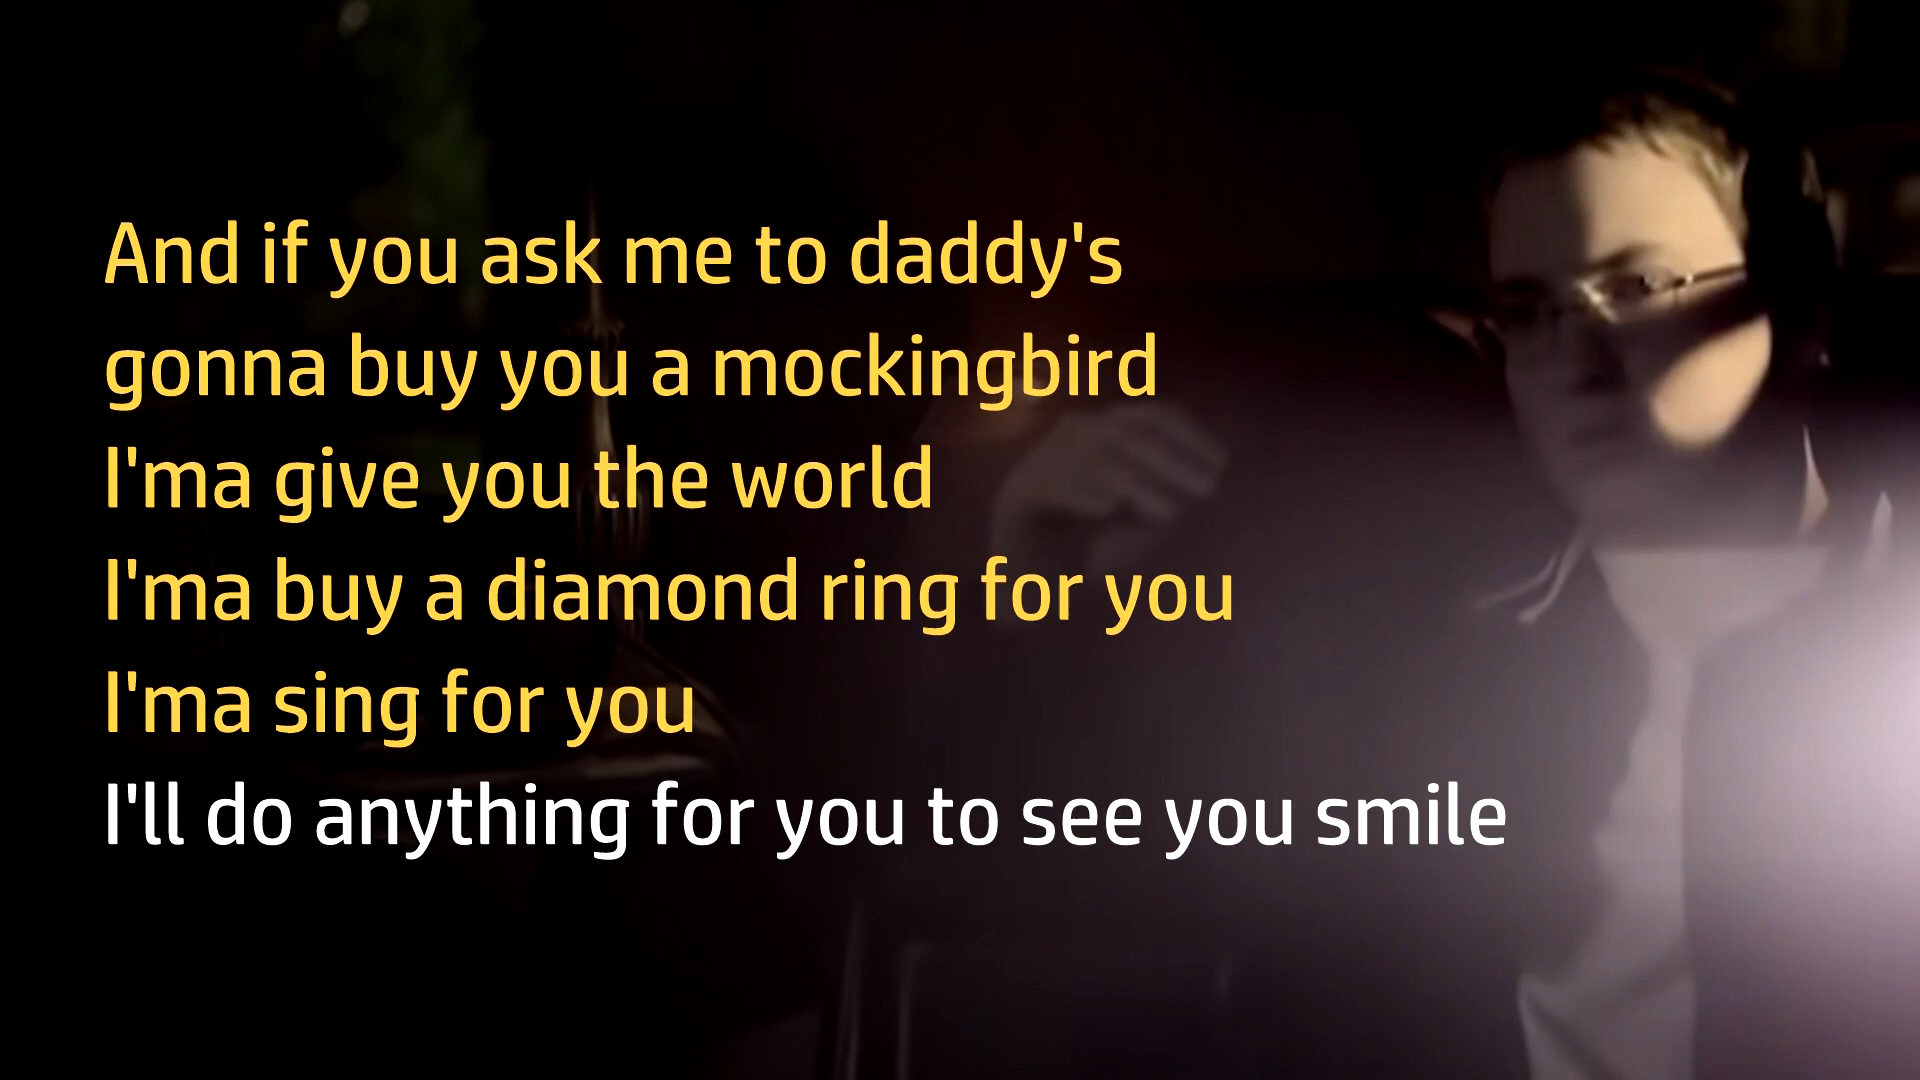 And if you ask me to daddy's
gonna buy you a mockingbird
I'ma give you the world
I'ma buy a diamond ring for you
I'ma sing for you
I'll do anything for you to see you smile